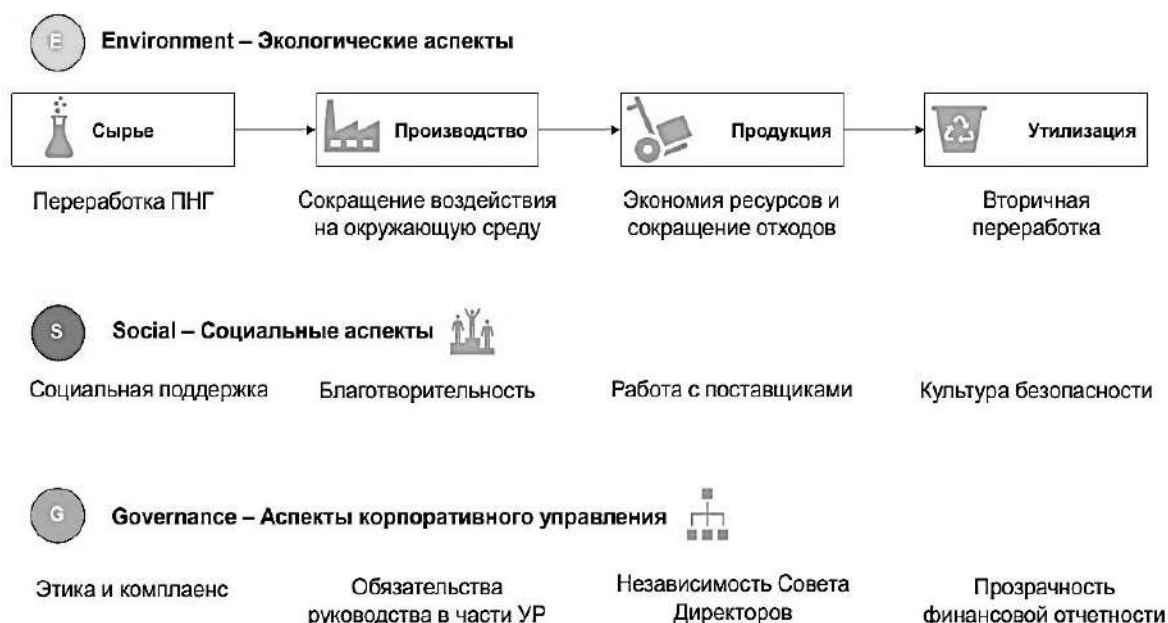 E Environment – Экологические аспекты
Сырье Производство Продукция Утилизация
Переработка ПНГ
Сокращение воздействия
на окружающую среду
Экономия ресурсов и
сокращение отходов
Вторичная
переработка
S Social – Социальные аспекты
Социальная поддержка Благотворительность Работа с поставщиками Культура безопасности
G Governance – Аспекты корпоративного управления
Этика и комплаенс
Обязательства
руководства в части УР
Независимость Совета
Директоров
Прозрачность
финансовой отчетности